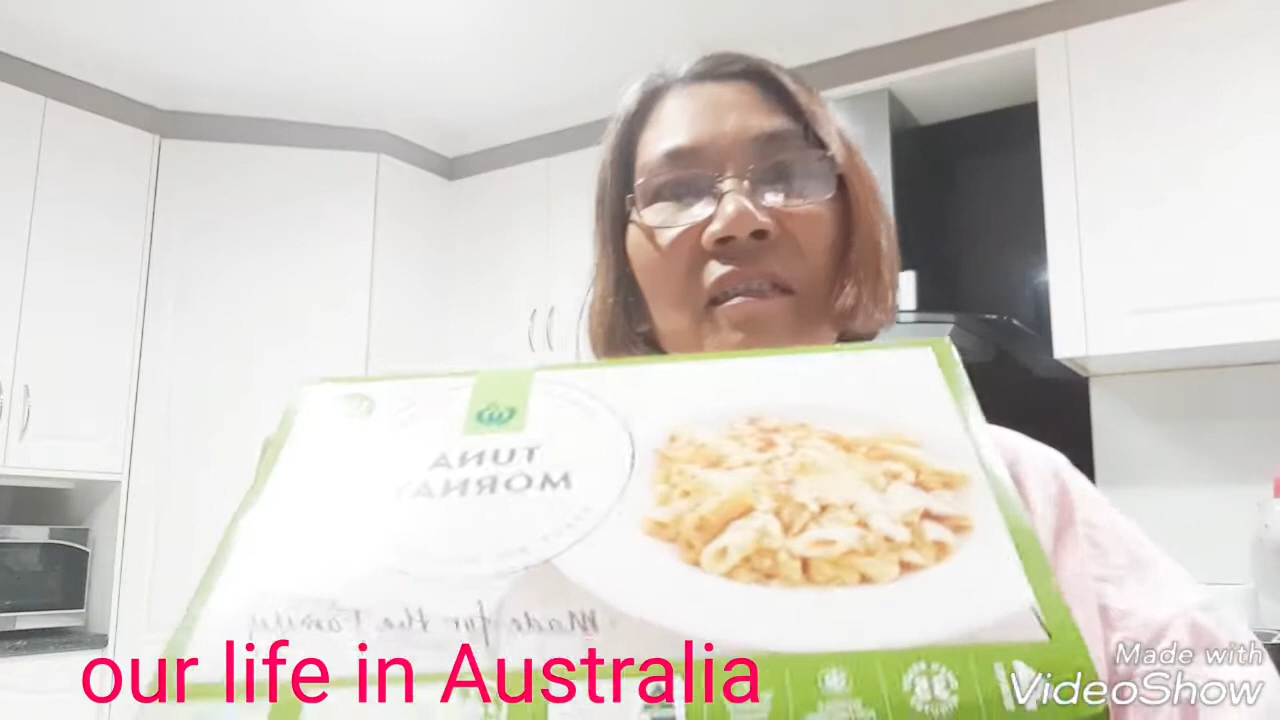 TUNA
MORNAY
Made for the Family
our life in Australia
Made with
VideoShow